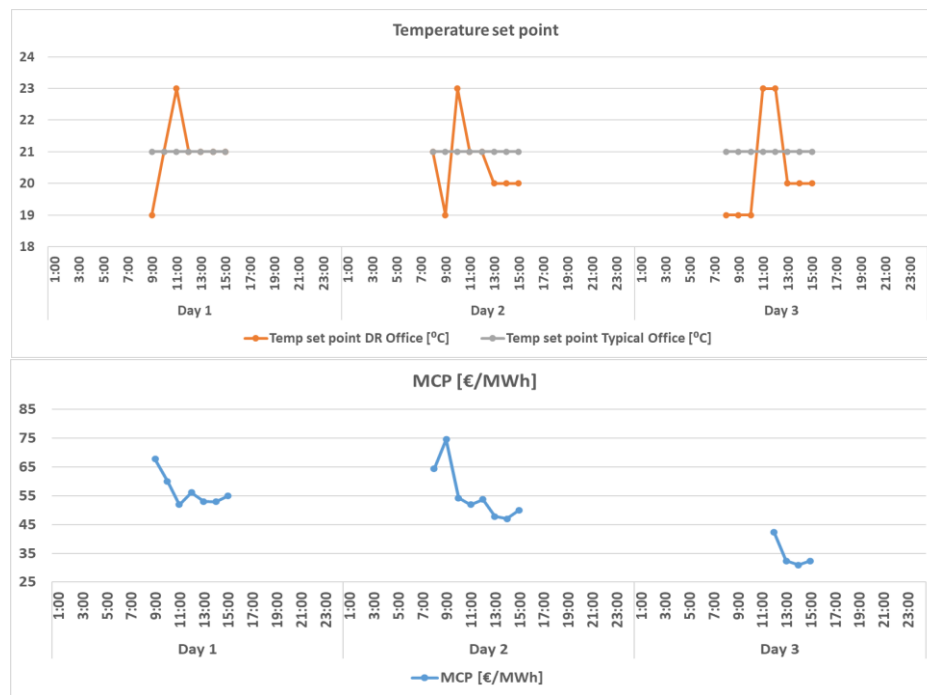 Temperature set point
24
23
22
21
20
19
18
1:00 3:00 5:00 7:00 9:00 11:00 13:00 15:00 17:00 19:00 21:00 23:00 1:00 3:00 5:00 7:00 9:00 11:00 13:00 15:00 17:00 19:00 21:00 23:00 1:00 3:00 5:00 7:00 9:00 11:00 13:00 15:00 17:00 19:00 21:00 23:00
Day 1 Day 2 Day 3
Temp set point DR Office [⁰C] Temp set point Typical Office [⁰C]
MCP [€/MWh]
85
75
65
55
45
35
25
1:00 3:00 5:00 7:00 9:00 11:00 13:00 15:00 17:00 19:00 21:00 23:00 1:00 3:00 5:00 7:00 9:00 11:00 13:00 15:00 17:00 19:00 21:00 23:00 1:00 3:00 5:00 7:00 9:00 11:00 13:00 15:00 17:00 19:00 21:00 23:00
Day 1 Day 2 Day 3
MCP [€/MWh]